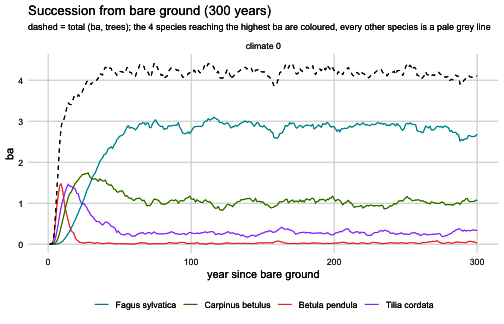 Succession from bare ground (300 years)
dashed = total (ba, trees); the 4 species reaching the highest ba are coloured, every other species is a pale grey line
climate 0
4
3
2
1
0
ba
0 100 200 300
year since bare ground
Fagus sylvatica Carpinus betulus Betula pendula Tilia cordata